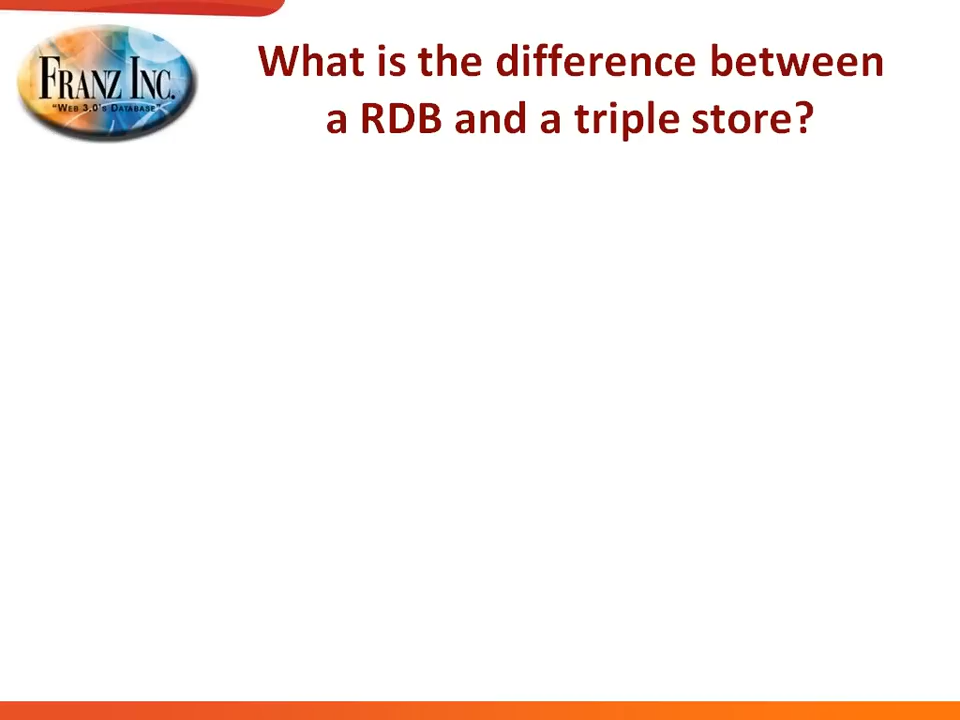 FRANZ INC.
"WEB 3.0'S DATABASE"
What is the difference between
a RDB and a triple store?